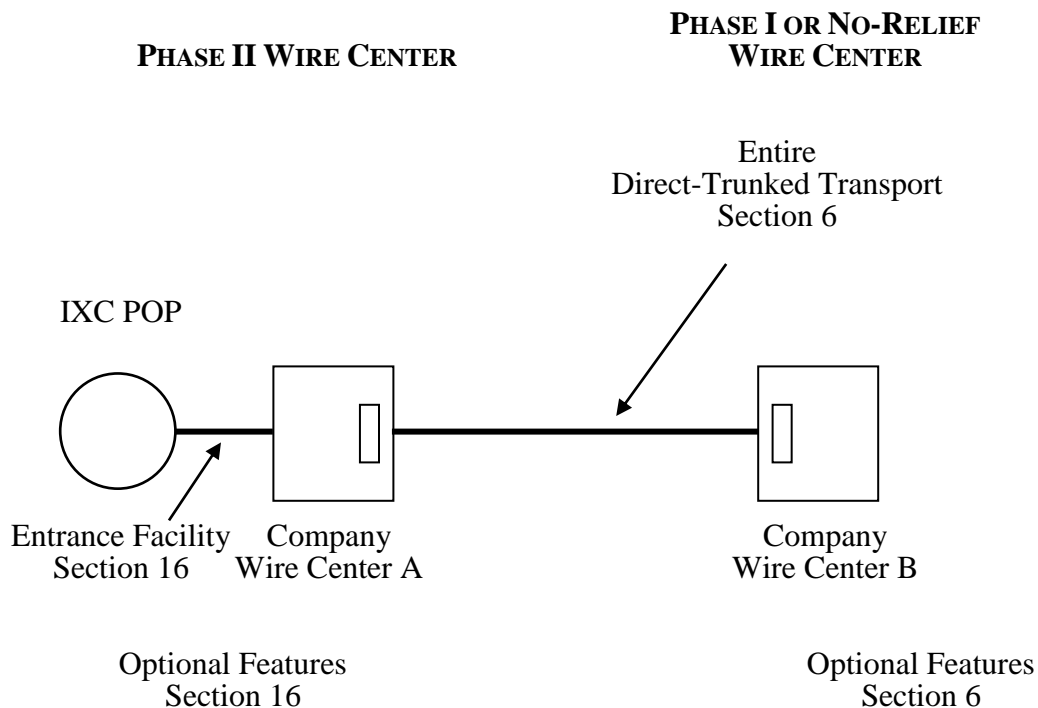 PHASE II WIRE CENTER
PHASE I OR NO-RELIEF
WIRE CENTER
Entire
Direct-Trunked Transport
Section 6
IXC POP
Entrance Facility
Section 16
Company
Wire Center A
Company
Wire Center B
Optional Features
Section 16
Optional Features
Section 6